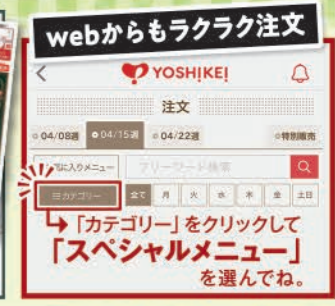 webからもラクラク注文
YOSHIKEI
注文
04/08週 04/15週 04/22週 特別販売
お気に入りメニュー フリーワード検索
カテゴリー 全て 月 火 水 木 金 土日
「カテゴリー」をクリックして
「スペシャルメニュー」
を選んでね。